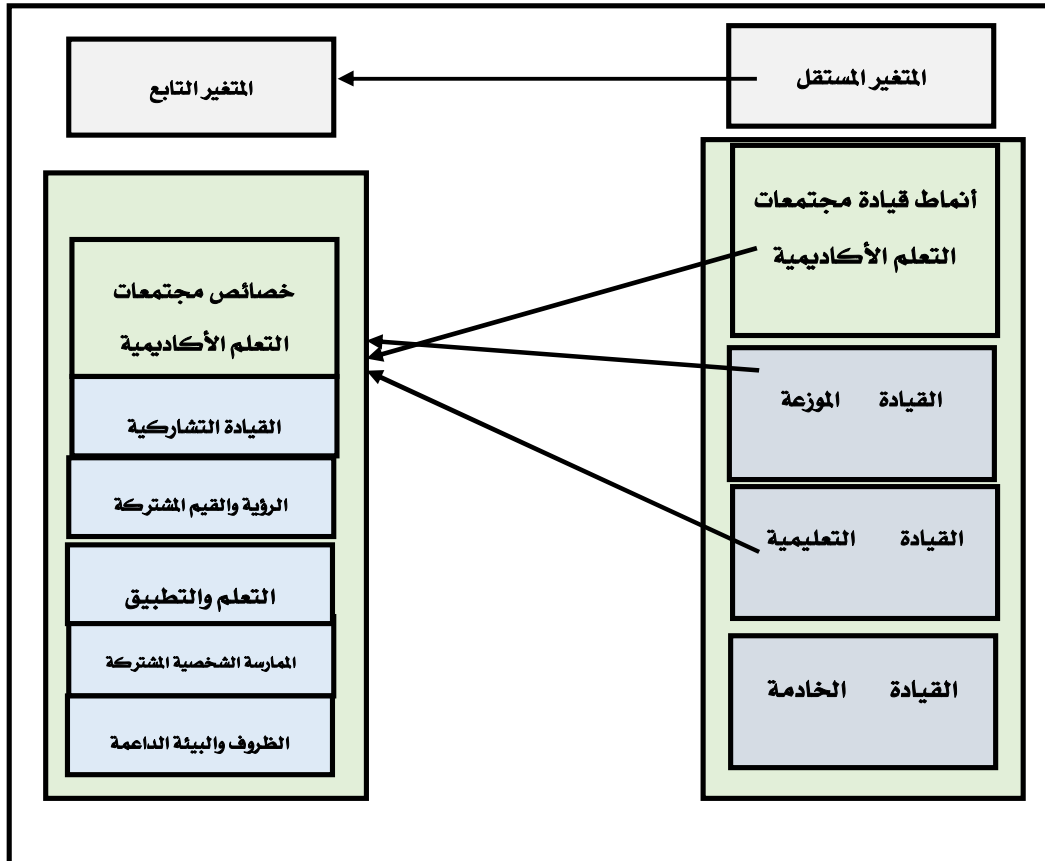 المتغير المستقل
المتغير التابع
أنماط قيادة مجتمعات
التعلم الأكاديمية
القيادة الموزعة
القيادة التعليمية
القيادة الخادمة
خصائص مجتمعات
التعلم الأكاديمية
القيادة التشاركية
الرؤية والقيم المشتركة
التعلم والتطبيق
الممارسة الشخصية المشتركة
الظروف والبيئة الداعمة